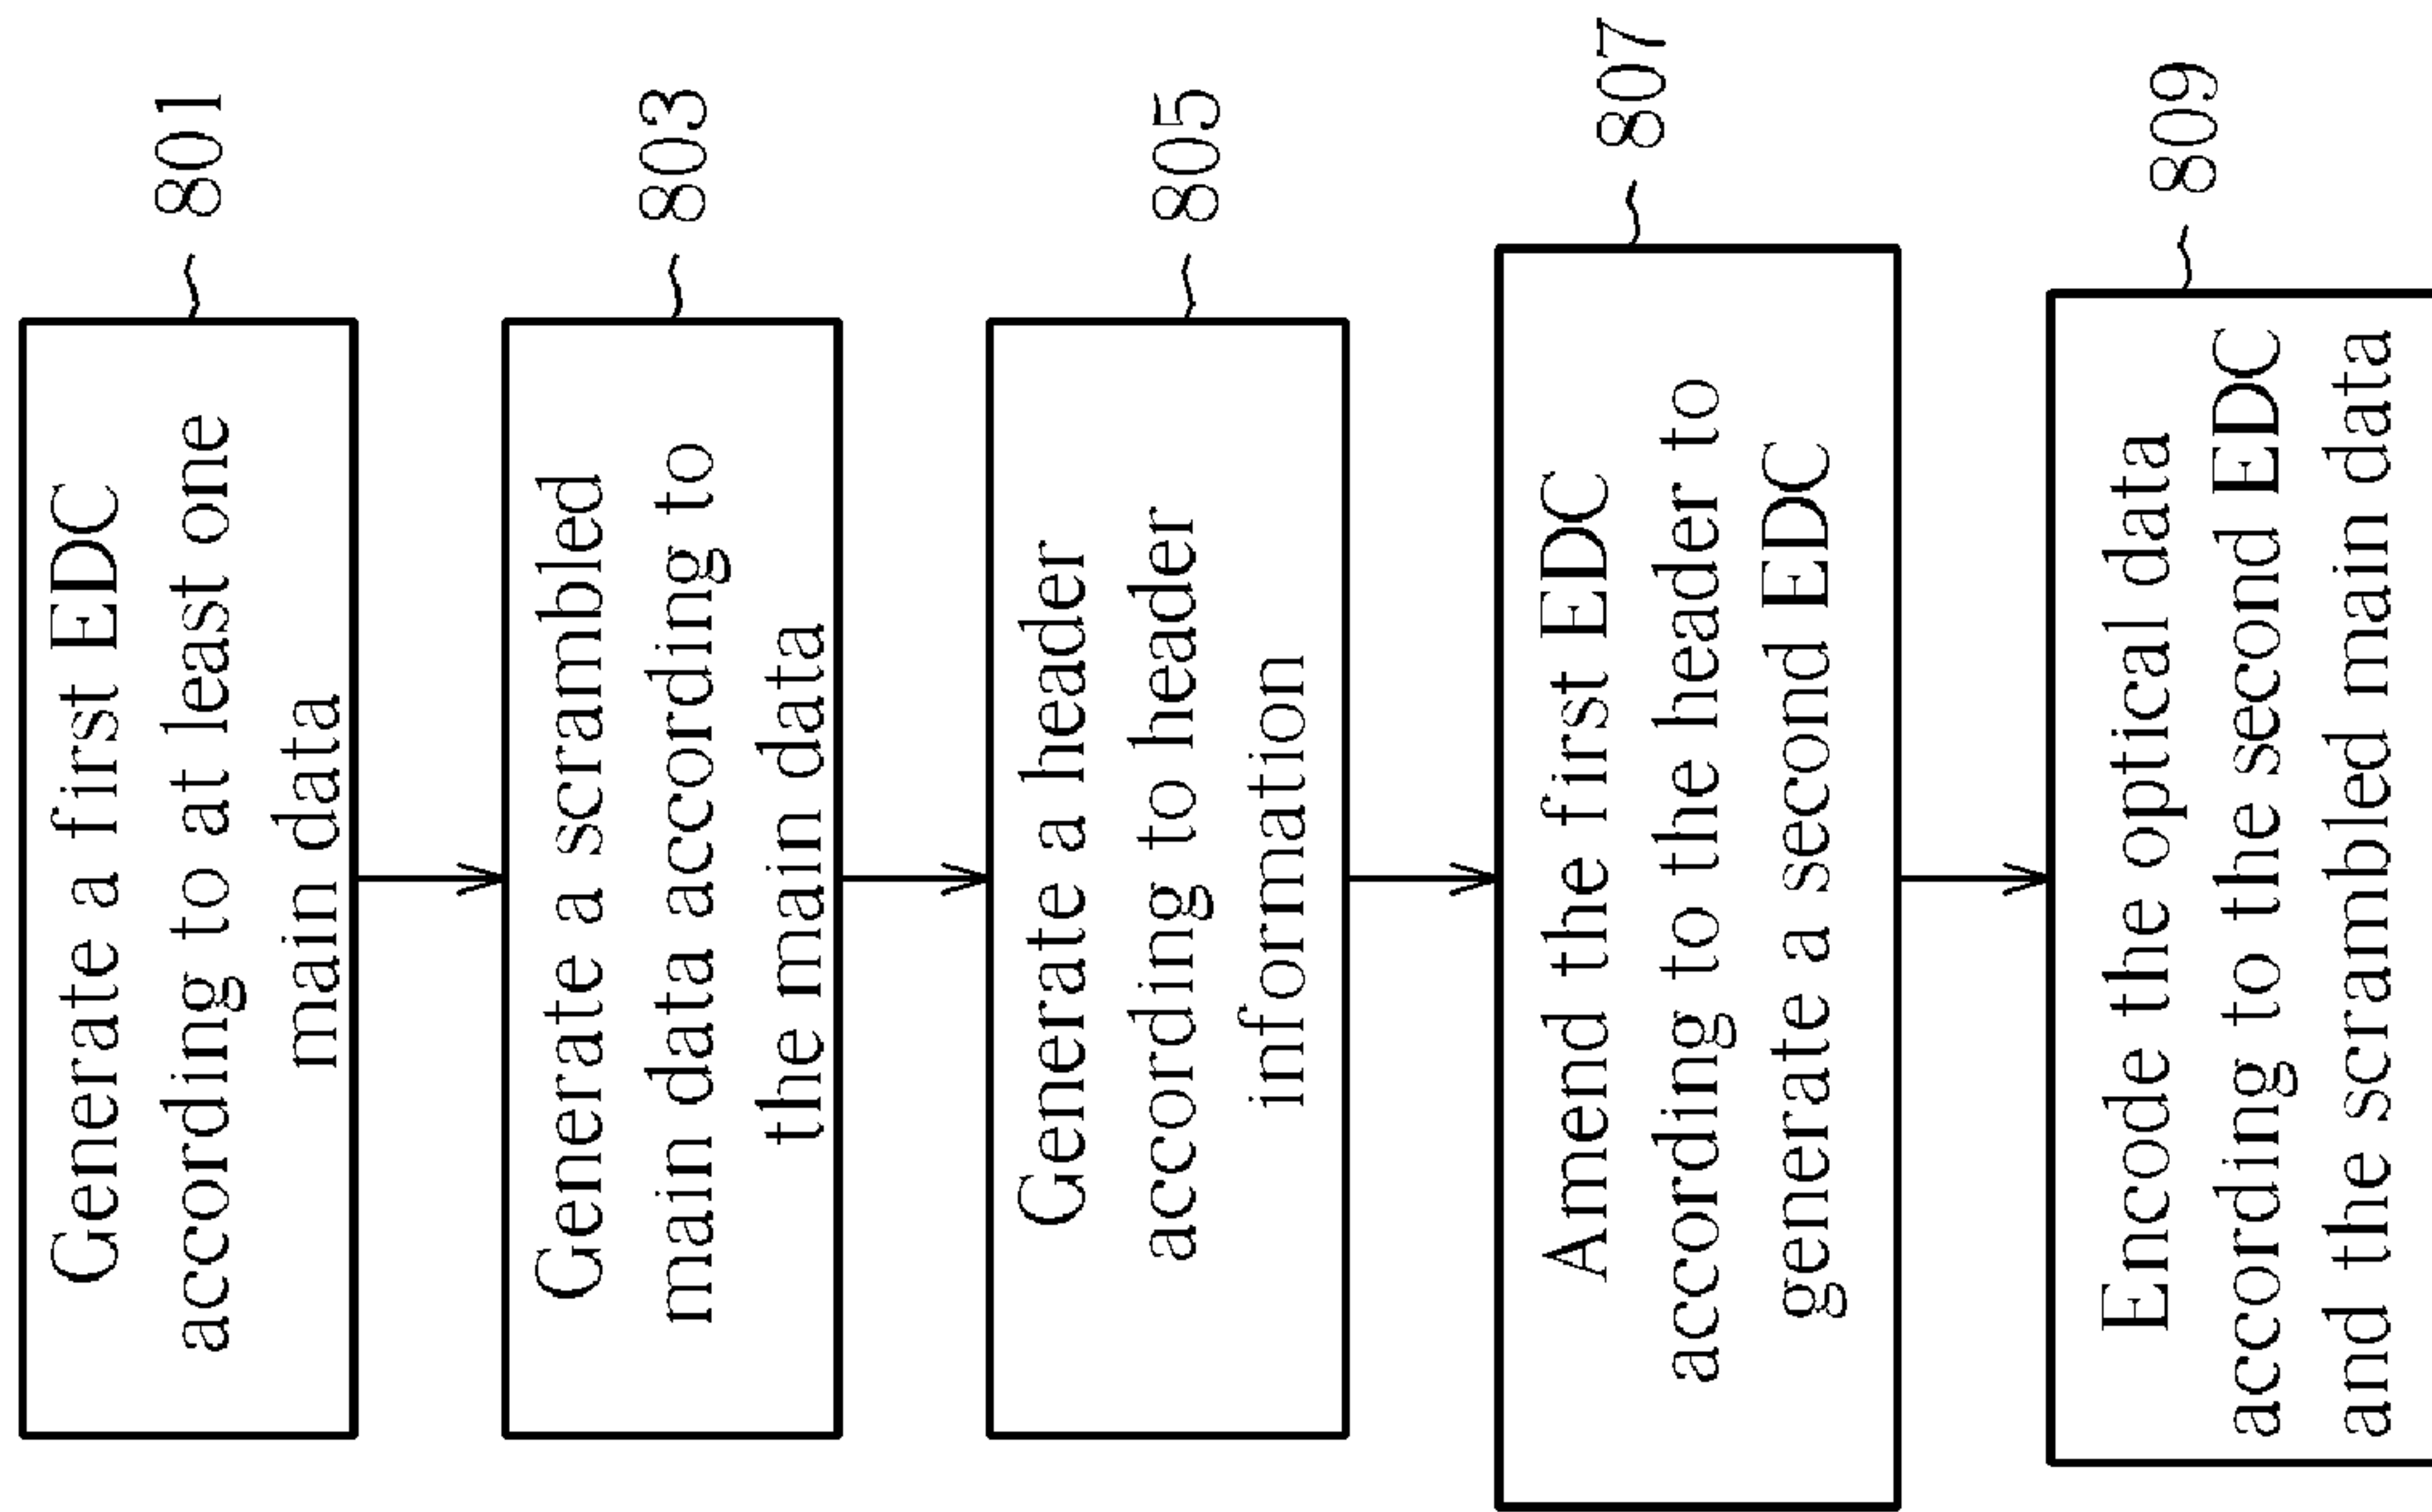 Generate a first EDC
according to at least one
main data
801
Generate a scrambled
main data according to
the main data
803
Generate a header
according to header
information
805
Amend the first EDC
according to the header to
generate a second EDC
807
Encode the optical data
according to the second EDC
and the scrambled main data
809